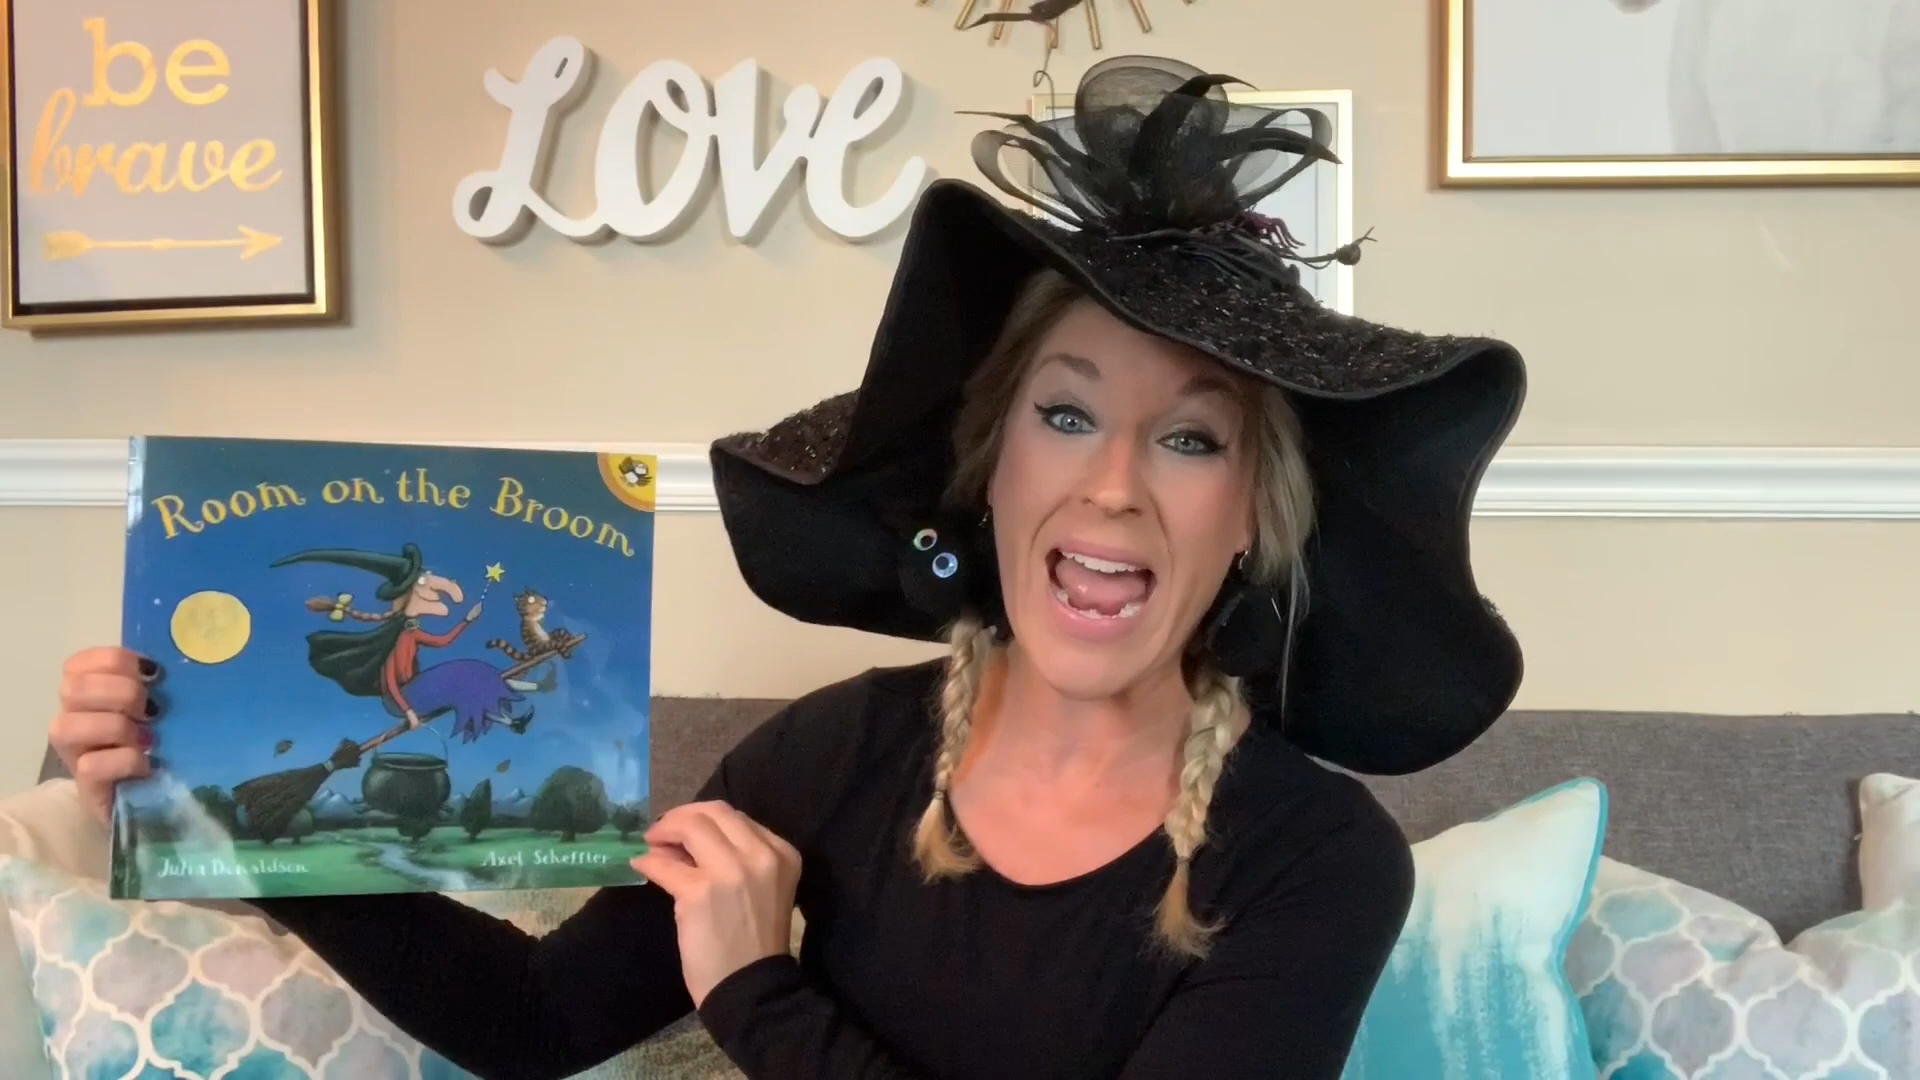 be
brave
LOVE
Room on the Broom
Julia Donaldson
Axel Scheffler